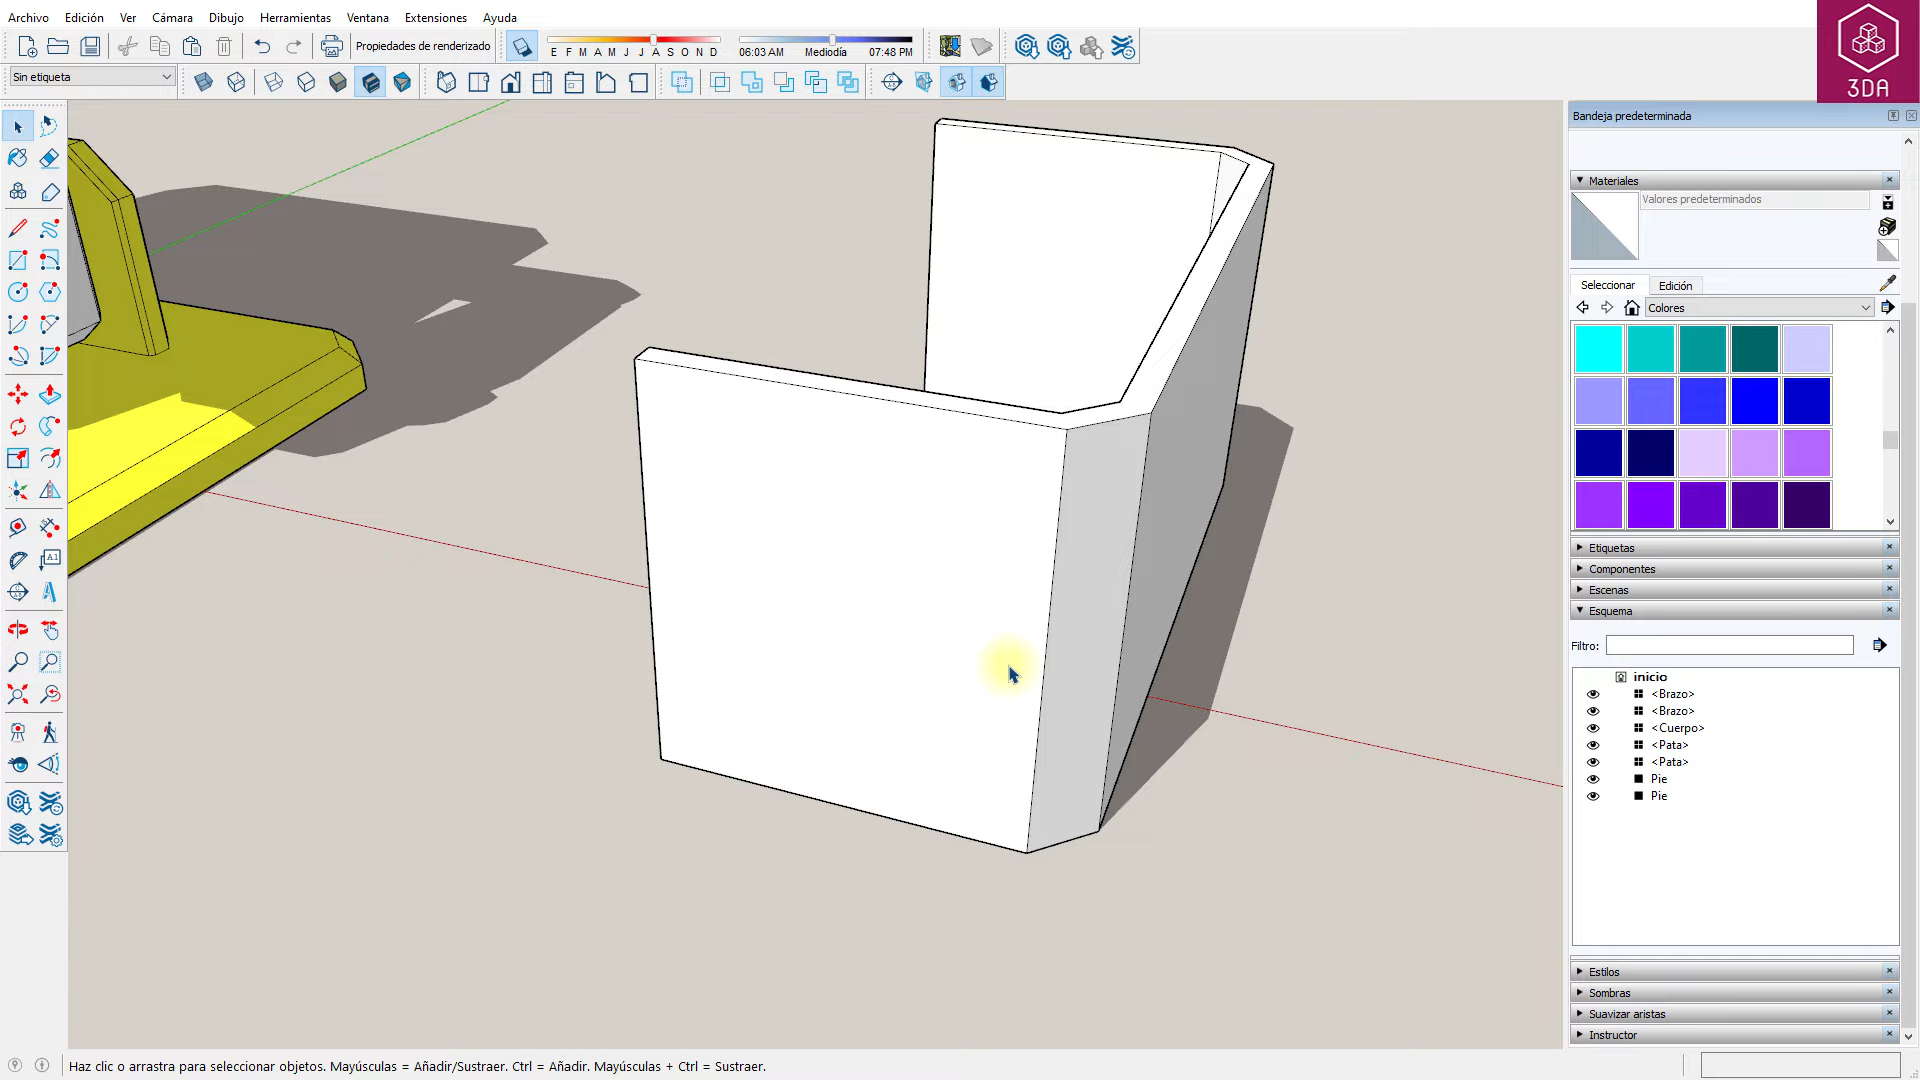 Archivo Edición Ver Cámara Dibujo Herramientas Ventana Extensiones Ayuda
Propiedades de renderizado
E F M A M J J A S O N D
06:03 AM Mediodía 07:48 PM
3DA
Sin etiqueta
Bandeja predeterminada
Materiales
Valores predeterminados
Seleccionar Edición
Colores
Etiquetas
Componentes
Escenas
Esquema
Filtro:
inicio
<Brazo>
<Brazo>
<Cuerpo>
<Pata>
<Pata>
Pie
Pie
Estilos
Sombras
Suavizar aristas
Instructor
Haz clic o arrastra para seleccionar objetos. Mayúsculas = Añadir/Sustraer. Ctrl = Añadir. Mayúsculas + Ctrl = Sustraer.